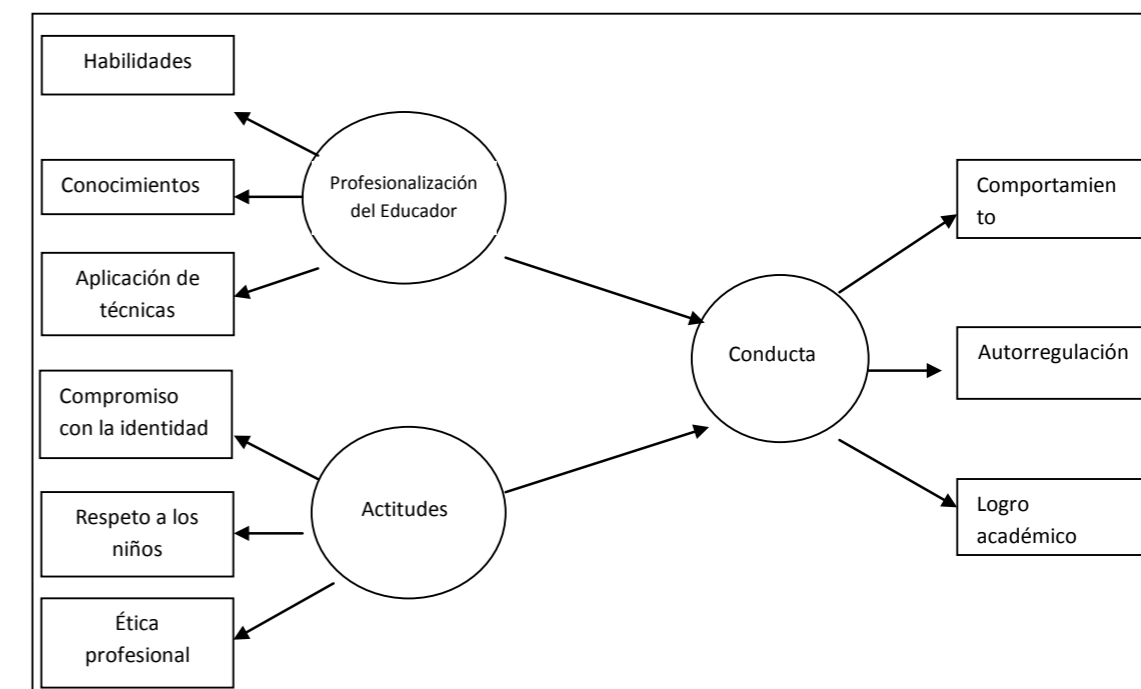 Habilidades
Conocimientos
Aplicación de
técnicas
Compromiso
con la identidad
Respeto a los
niños
Ética
profesional
Profesionalización
del Educador
Actitudes
Conducta
Comportamien
to
Autorregulación
Logro
académico